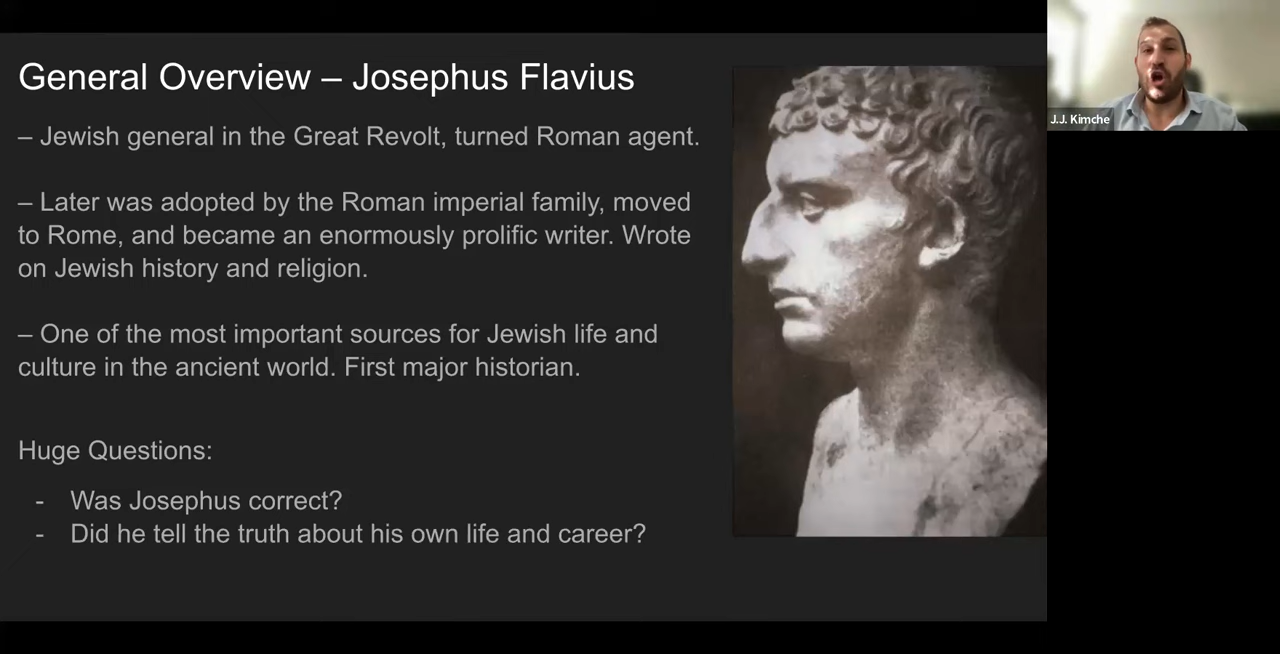 General Overview – Josephus Flavius
– Jewish general in the Great Revolt, turned Roman agent.
– Later was adopted by the Roman imperial family, moved
to Rome, and became an enormously prolific writer. Wrote
on Jewish history and religion.
– One of the most important sources for Jewish life and
culture in the ancient world. First major historian.
Huge Questions:
- Was Josephus correct?
- Did he tell the truth about his own life and career?
J.J. Kimche